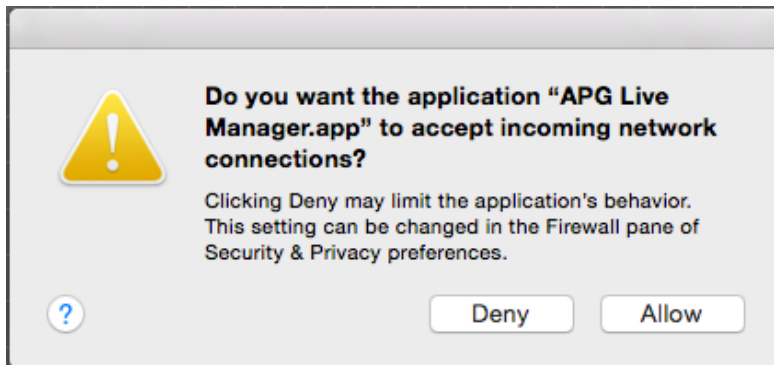 Do you want the application “APG Live
Manager.app” to accept incoming network
connections?
Clicking Deny may limit the application’s behavior.
This setting can be changed in the Firewall pane of
Security & Privacy preferences.
? Deny Allow